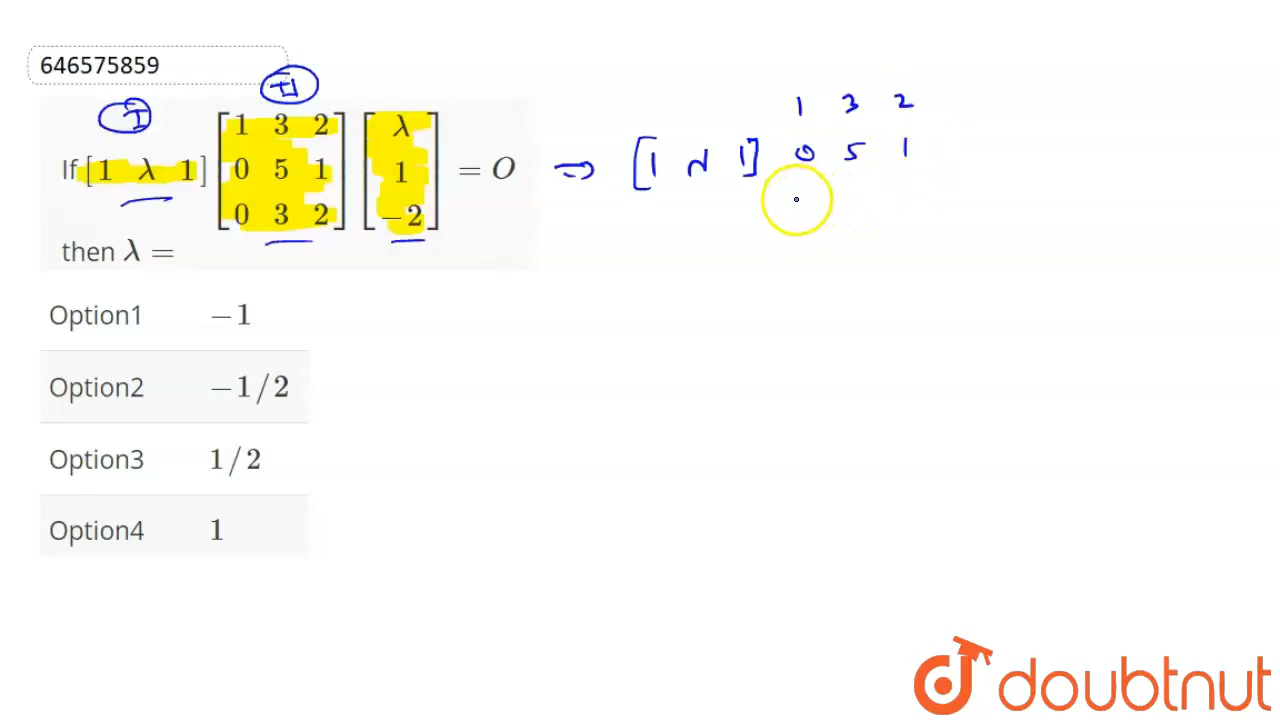 646575859
I
II
If [1 λ 1] [1 3 2
0 5 1
0 3 2] [λ
1
−2] = O
then λ =
⇒ [1 λ 1] 1 3 2
0 5 1
Option1 −1
Option2 −1/2
Option3 1/2
Option4 1
doubtnut